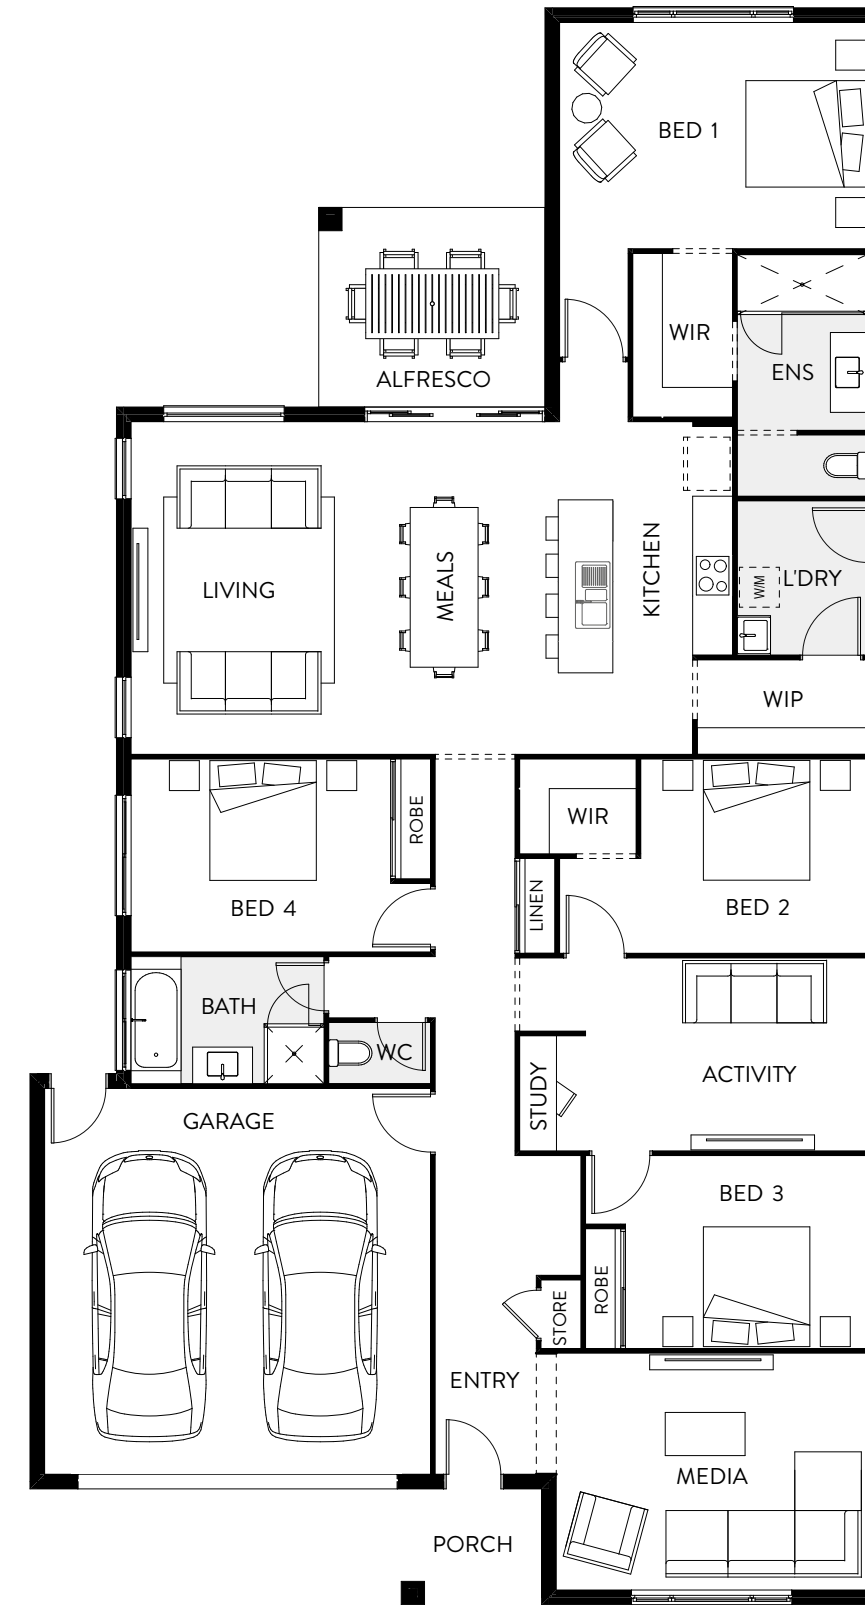 BED 1
WIR
ENS
ALFRESCO
LIVING
MEALS
KITCHEN
W/M
L'DRY
WIP
ROBE
WIR
BED 4
LINEN
BED 2
BATH
WC
STUDY
ACTIVITY
GARAGE
BED 3
ROBE
STORE
ENTRY
MEDIA
PORCH